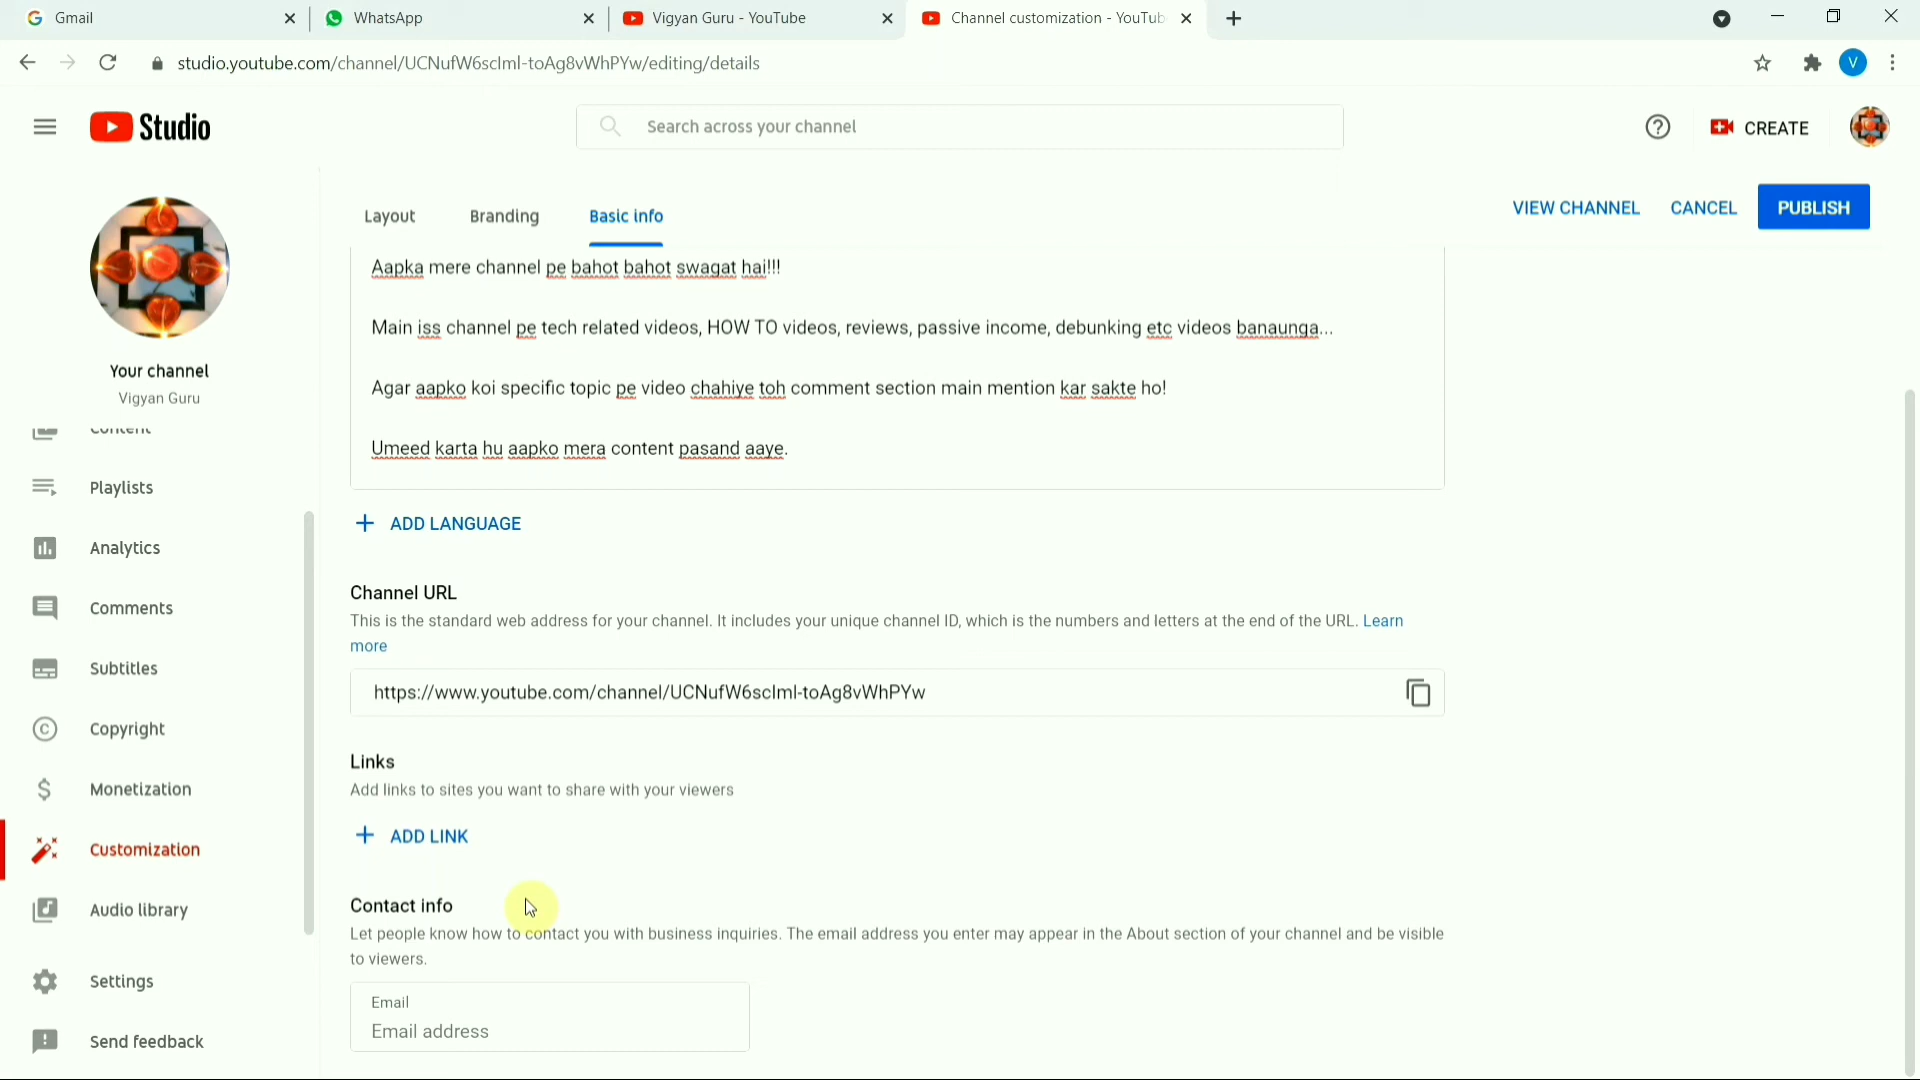 Gmail
WhatsApp
Vigyan Guru - YouTube
Channel customization - YouTub
studio.youtube.com/channel/UCNufW6scIml-toAg8vWhPYw/editing/details
V
Studio
Search across your channel
CREATE
Your channel
Vigyan Guru
Content
Playlists
Analytics
Comments
Subtitles
Copyright
Monetization
Customization
Audio library
Settings
Send feedback
Layout
Branding
Basic info
VIEW CHANNEL
CANCEL
PUBLISH
Aapka mere channel pe bahot bahot swagat hai!!!
Main iss channel pe tech related videos, HOW TO videos, reviews, passive income, debunking etc videos banaunga...
Agar aapko koi specific topic pe video chahiye toh comment section main mention kar sakte ho!
Umeed karta hu aapko mera content pasand aaye.
ADD LANGUAGE
Channel URL
This is the standard web address for your channel. It includes your unique channel ID, which is the numbers and letters at the end of the URL. Learn
more
https://www.youtube.com/channel/UCNufW6scIml-toAg8vWhPYw
Links
Add links to sites you want to share with your viewers
ADD LINK
Contact info
Let people know how to contact you with business inquiries. The email address you enter may appear in the About section of your channel and be visible
to viewers.
Email
Email address